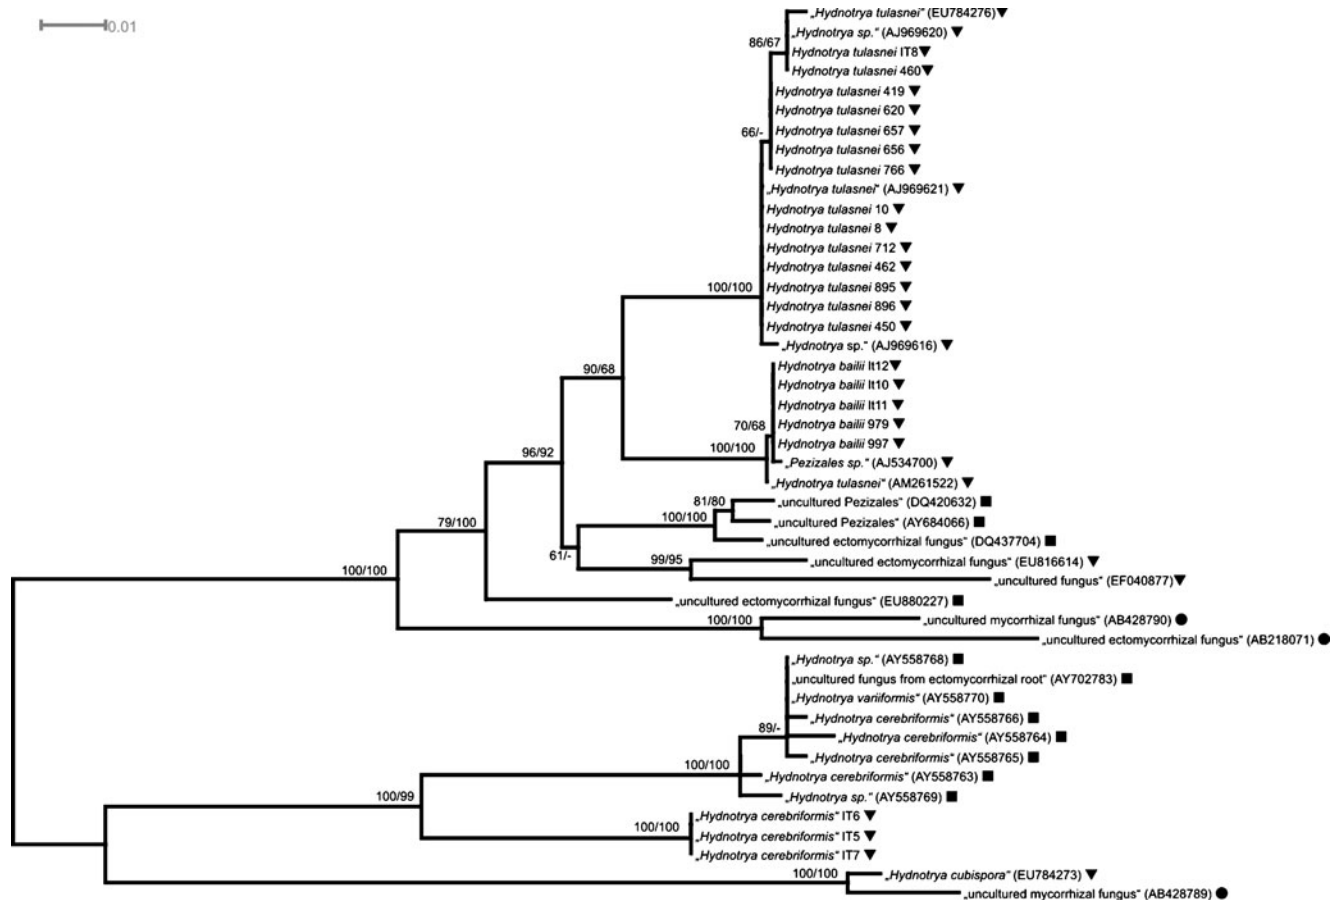 0.01
„Hydnotrya tulasnei“ (EU784276)
86/67
„Hydnotrya sp.“ (AJ969620)
Hydnotrya tulasnei IT8
Hydnotrya tulasnei 460
Hydnotrya tulasnei 419
Hydnotrya tulasnei 620
66/-
Hydnotrya tulasnei 657
Hydnotrya tulasnei 656
Hydnotrya tulasnei 766
„Hydnotrya tulasnei“ (AJ969621)
Hydnotrya tulasnei 10
Hydnotrya tulasnei 8
Hydnotrya tulasnei 712
Hydnotrya tulasnei 462
100/100
Hydnotrya tulasnei 895
Hydnotrya tulasnei 896
Hydnotrya tulasnei 450
„Hydnotrya sp.“ (AJ969616)
90/68
Hydnotrya bailii It12
Hydnotrya bailii It10
Hydnotrya bailii It11
70/68
Hydnotrya bailii 979
Hydnotrya bailii 997
96/92
100/100
„Pezizales sp.“ (AJ534700)
„Hydnotrya tulasnei“ (AM261522)
81/80
„uncultured Pezizales“ (DQ420632)
79/100
100/100
„uncultured Pezizales“ (AY684066)
„uncultured ectomycorrhizal fungus“ (DQ437704)
61/-
99/95
„uncultured ectomycorrhizal fungus“ (EU816614)
100/100
„uncultured fungus“ (EF040877)
„uncultured ectomycorrhizal fungus“ (EU880227)
100/100
„uncultured mycorrhizal fungus“ (AB428790)
„uncultured ectomycorrhizal fungus“ (AB218071)
„Hydnotrya sp.“ (AY558768)
„uncultured fungus from ectomycorrhizal root“ (AY702783)
„Hydnotrya variiformis“ (AY558770)
„Hydnotrya cerebriformis“ (AY558766)
89/-
„Hydnotrya cerebriformis“ (AY558764)
„Hydnotrya cerebriformis“ (AY558765)
100/100
„Hydnotrya cerebriformis“ (AY558763)
100/99
„Hydnotrya sp.“ (AY558769)
„Hydnotrya cerebriformis“ IT6
100/100
„Hydnotrya cerebriformis“ IT5
„Hydnotrya cerebriformis“ IT7
100/100
„Hydnotrya cubispora“ (EU784273)
„uncultured mycorrhizal fungus“ (AB428789)